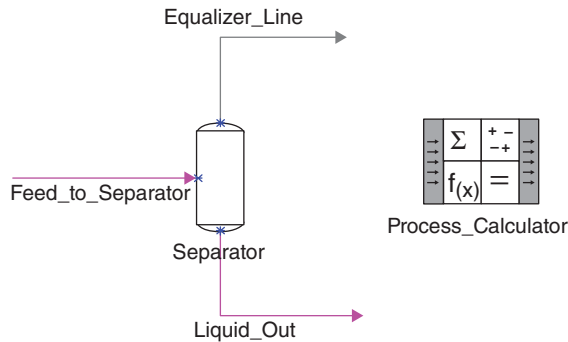 Equalizer_Line
Σ + -
-+
f(x) =
Feed_to_Separator
Process_Calculator
Separator
Liquid_Out